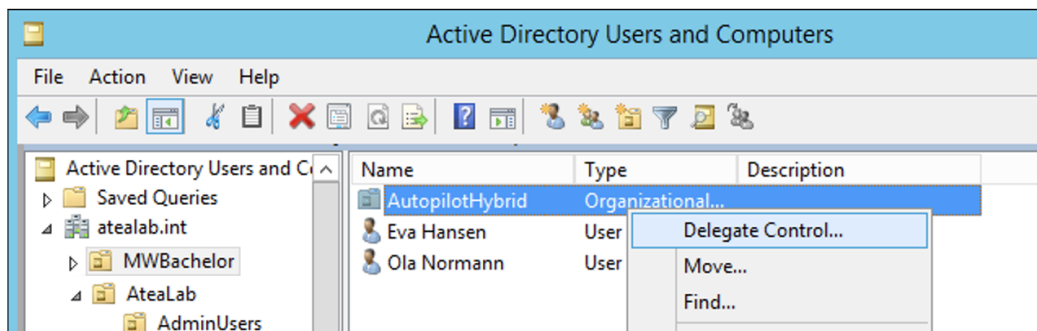 Active Directory Users and Computers
File Action View Help
Active Directory Users and Co
Saved Queries
atealab.int
MWBachelor
AteaLab
AdminUsers
Name Type Description
AutopilotHybrid Organizational...
Eva Hansen User
Ola Normann User
Delegate Control...
Move...
Find...